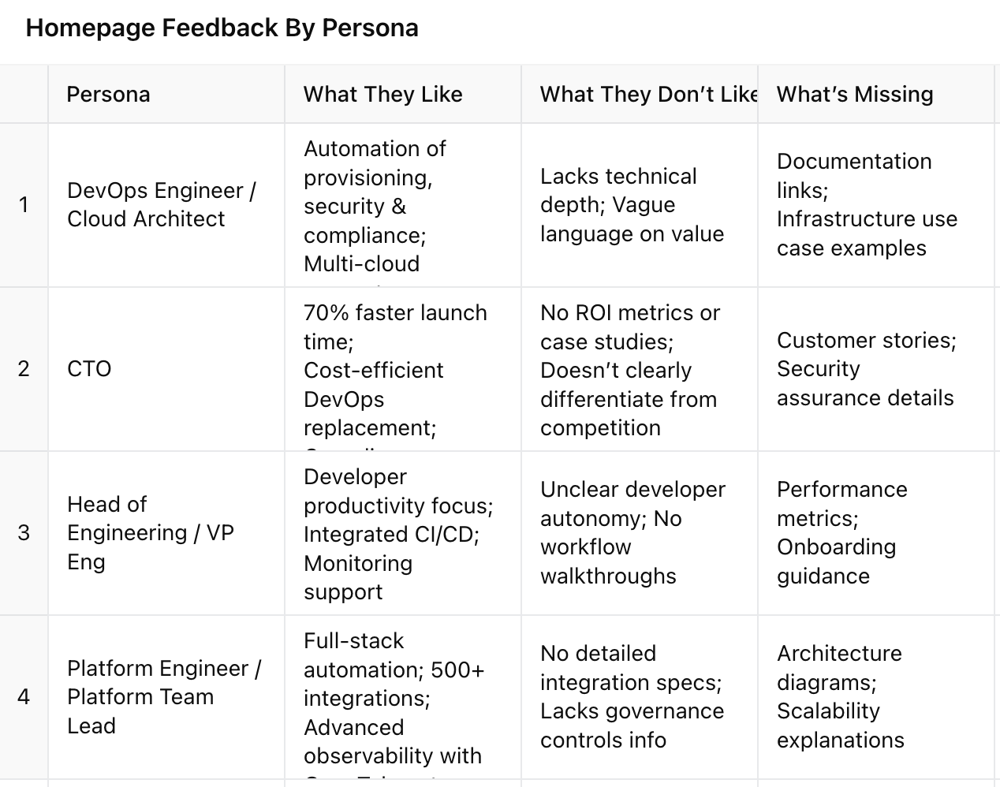 Homepage Feedback By Persona
Persona
What They Like
What They Don’t Like
What’s Missing
1
DevOps Engineer /
Cloud Architect
Automation of
provisioning,
security &
compliance;
Multi-cloud
Lacks technical
depth; Vague
language on value
Documentation
links;
Infrastructure use
case examples
2
CTO
70% faster launch
time;
Cost-efficient
DevOps
replacement;
No ROI metrics or
case studies;
Doesn’t clearly
differentiate from
competition
Customer stories;
Security
assurance details
3
Head of
Engineering / VP
Eng
Developer
productivity focus;
Integrated CI/CD;
Monitoring
support
Unclear developer
autonomy; No
workflow
walkthroughs
Performance
metrics;
Onboarding
guidance
4
Platform Engineer /
Platform Team
Lead
Full-stack
automation; 500+
integrations;
Advanced
observability with
No detailed
integration specs;
Lacks governance
controls info
Architecture
diagrams;
Scalability
explanations